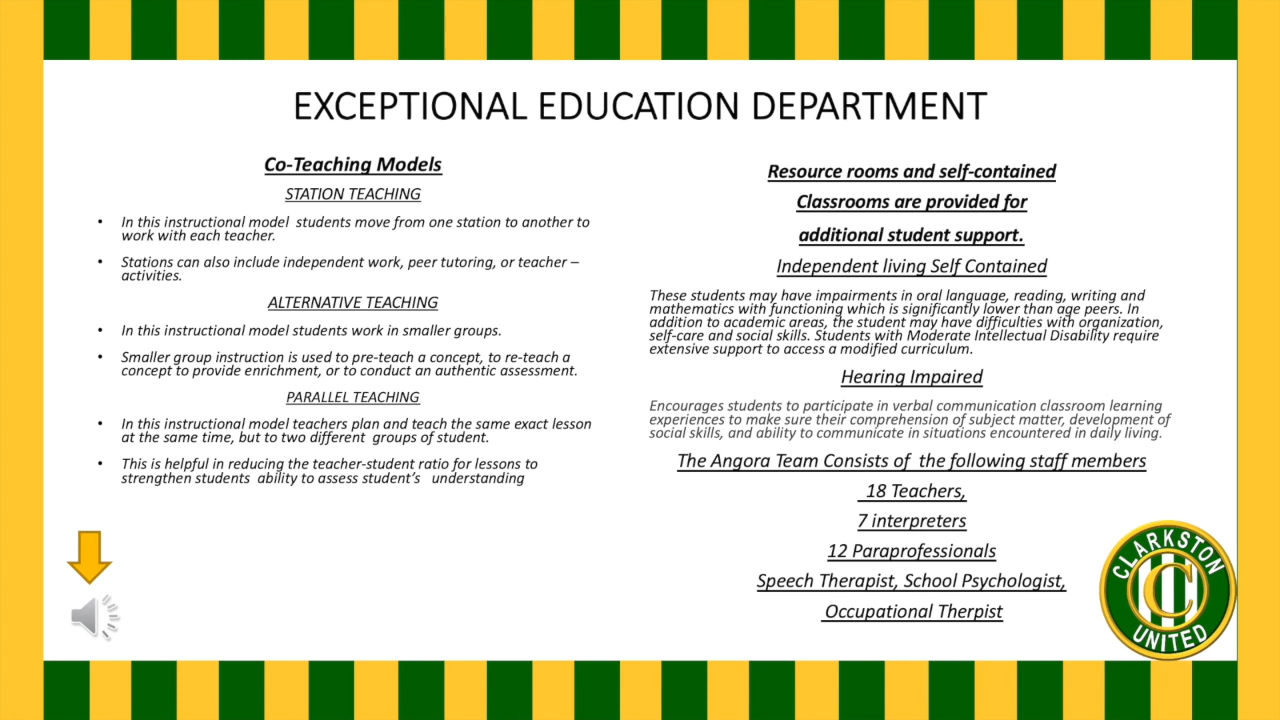 EXCEPTIONAL EDUCATION DEPARTMENT
Co-Teaching Models
STATION TEACHING
• In this instructional model students move from one station to another to
work with each teacher.
• Stations can also include independent work, peer tutoring, or teacher –
activities.
ALTERNATIVE TEACHING
• In this instructional model students work in smaller groups.
• Smaller group instruction is used to pre-teach a concept, to re-teach a
concept to provide enrichment, or to conduct an authentic assessment.
PARALLEL TEACHING
• In this instructional model teachers plan and teach the same exact lesson
at the same time, but to two different groups of student.
• This is helpful in reducing the teacher-student ratio for lessons to
strengthen students ability to assess student’s understanding
Resource rooms and self-contained
Classrooms are provided for
additional student support.
Independent living Self Contained
These students may have impairments in oral language, reading, writing and
mathematics with functioning which is significantly lower than age peers. In
addition to academic areas, the student may have difficulties with organization,
self-care and social skills. Students with Moderate Intellectual Disability require
extensive support to access a modified curriculum.
Hearing Impaired
Encourages students to participate in verbal communication classroom learning
experiences to make sure their comprehension of subject matter, development of
social skills, and ability to communicate in situations encountered in daily living.
The Angora Team Consists of the following staff members
18 Teachers,
7 interpreters
12 Paraprofessionals
Speech Therapist, School Psychologist,
Occupational Therpist
CLARKSTON
C
UNITED